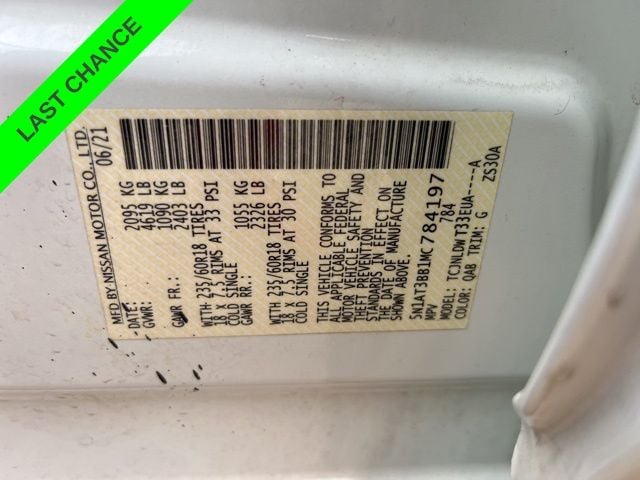 LAST CHANCE
MFD BY NISSAN MOTOR CO., LTD.
DATE: 06/21
GVWR: 2095 KG
4619 LB
GAWR FR.: 1090 KG
2403 LB
WITH 235/60R18 TIRES
18 x 7.5 RIMS AT 33 PSI
COLD SINGLE
GAWR RR.: 1055 KG
2326 LB
WITH 235/60R18 TIRES
18 x 7.5 RIMS AT 30 PSI
COLD SINGLE
THIS VEHICLE CONFORMS TO
ALL APPLICABLE FEDERAL
MOTOR VEHICLE SAFETY AND
THEFT PREVENTION
STANDARDS IN EFFECT ON
THE DATE OF MANUFACTURE
SHOWN ABOVE.
5N1AT3BB1MC784197
MPV 784
MODEL: TCJNLDWT33EUA-----A
COLOR: QAB TRIM: G ZS30A